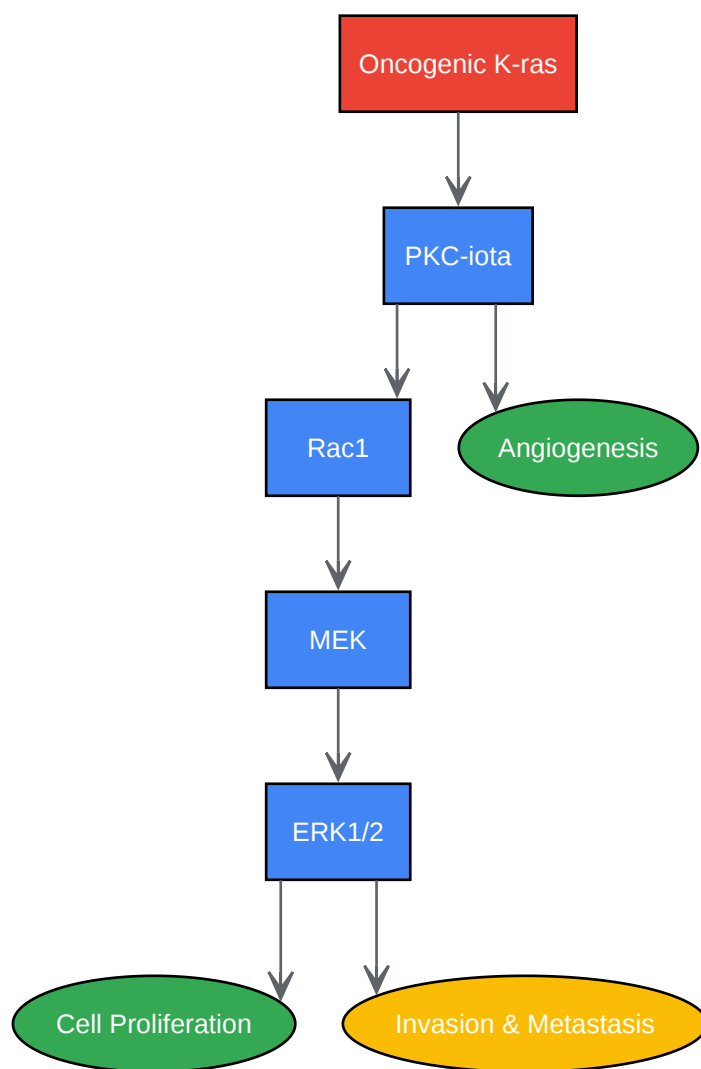 Oncogenic K-ras
PKC-iota
Rac1
Angiogenesis
MEK
ERK1/2
Cell Proliferation
Invasion & Metastasis